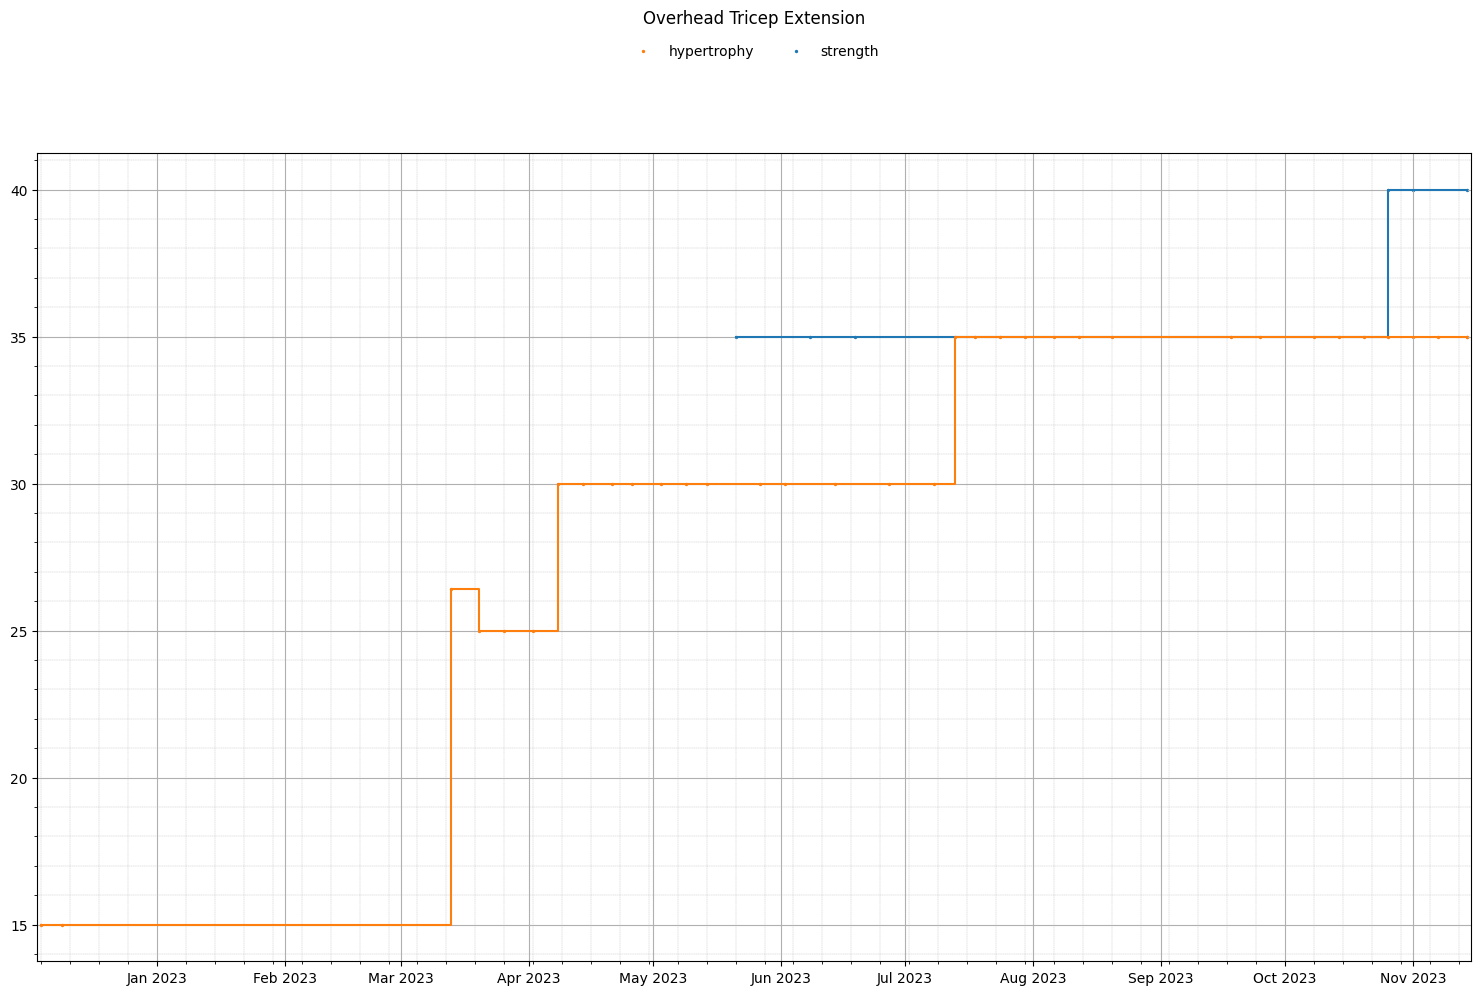 Overhead Tricep Extension
hypertrophy strength
40
35
30
25
20
15
Jan 2023 Feb 2023 Mar 2023 Apr 2023 May 2023 Jun 2023 Jul 2023 Aug 2023 Sep 2023 Oct 2023 Nov 2023